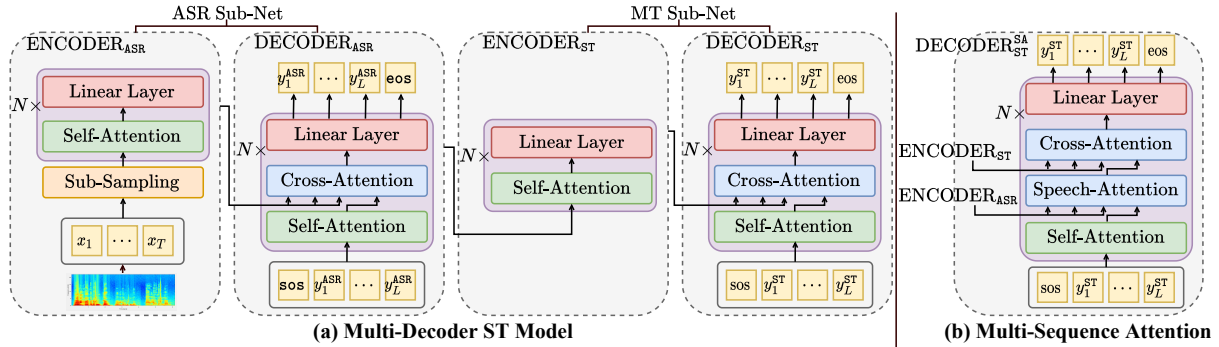 ASR Sub-Net
MT Sub-Net
ENCODER_ASR
N×
Linear Layer
Self-Attention
Sub-Sampling
x_1 ⋯ x_T
DECODER_ASR
y_1^ASR ⋯ y_L^ASR eos
N×
Linear Layer
Cross-Attention
Self-Attention
sos y_1^ASR ⋯ y_L^ASR
ENCODER_ST
N×
Linear Layer
Self-Attention
DECODER_ST
y_1^ST ⋯ y_L^ST eos
N×
Linear Layer
Cross-Attention
Self-Attention
sos y_1^ST ⋯ y_L^ST
(a) Multi-Decoder ST Model
DECODER_ST^SA
y_1^ST ⋯ y_L^ST eos
N×
Linear Layer
Cross-Attention
ENCODER_ST
Speech-Attention
ENCODER_ASR
Self-Attention
sos y_1^ST ⋯ y_L^ST
(b) Multi-Sequence Attention